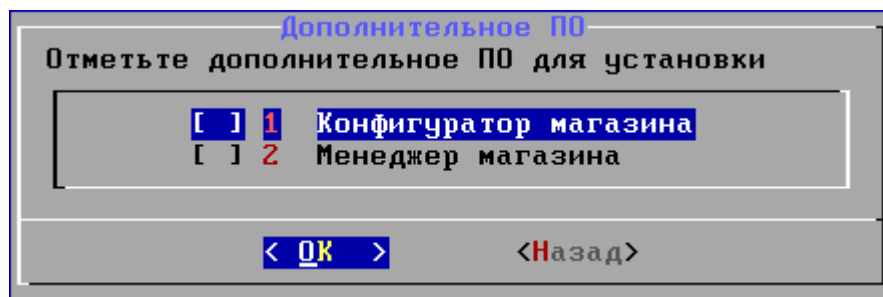 Дополнительное ПО
Отметьте дополнительное ПО для установки
[ ] 1 Конфигуратор магазина
[ ] 2 Менеджер магазина
< OK > <Назад>